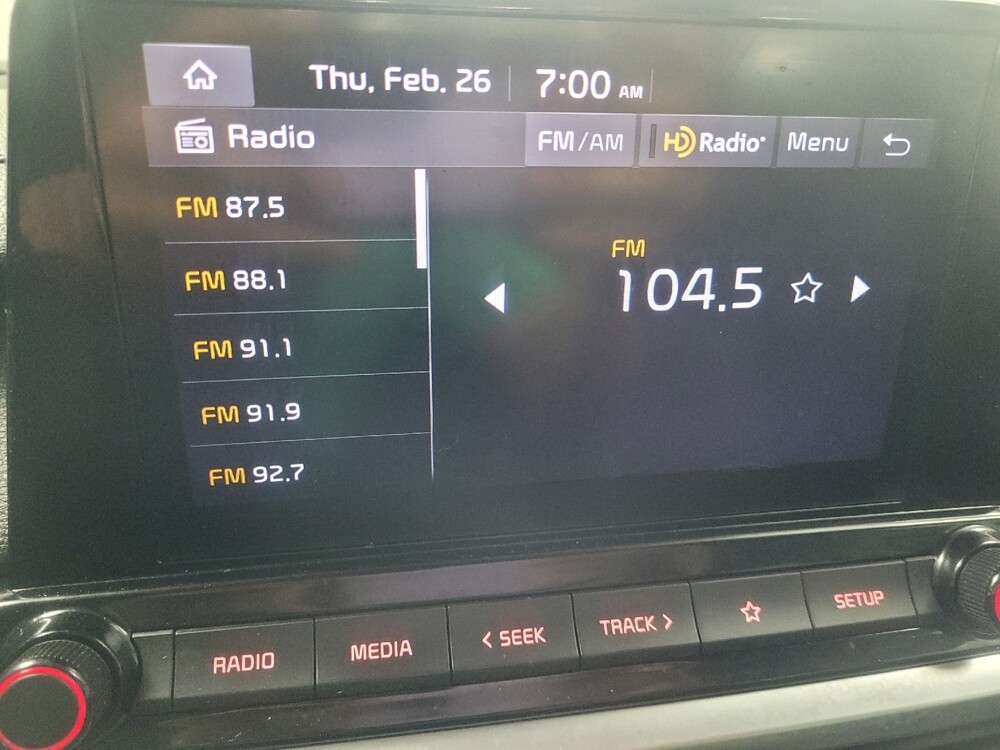 Thu, Feb. 26 7:00 AM
Radio FM/AM HD Radio® Menu
FM 87.5
FM 88.1
FM 91.1
FM 91.9
FM 92.7
FM
104.5
RADIO MEDIA < SEEK TRACK > SETUP